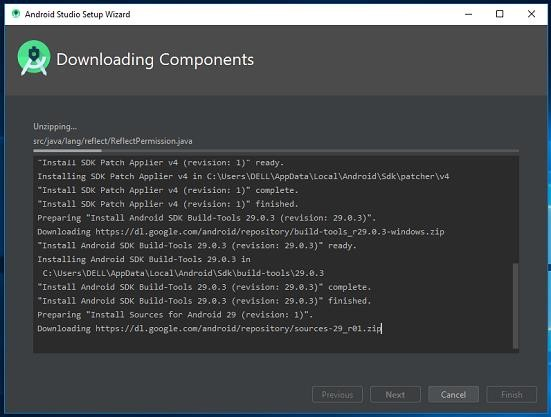 Android Studio Setup Wizard
Downloading Components
Unzipping...
src/java/lang/reflect/ReflectPermission.java
"Install SDK Patch Applier v4 (revision: 1)" ready.
Installing SDK Patch Applier v4 in C:\Users\DELL\AppData\Local\Android\Sdk\patcher\v4
"Install SDK Patch Applier v4 (revision: 1)" complete.
"Install SDK Patch Applier v4 (revision: 1)" finished.
Preparing "Install Android SDK Build-Tools 29.0.3 (revision: 29.0.3)".
Downloading https://dl.google.com/android/repository/build-tools_r29.0.3-windows.zip
"Install Android SDK Build-Tools 29.0.3 (revision: 29.0.3)" ready.
Installing Android SDK Build-Tools 29.0.3 in
C:\Users\DELL\AppData\Local\Android\Sdk\build-tools\29.0.3
"Install Android SDK Build-Tools 29.0.3 (revision: 29.0.3)" complete.
"Install Android SDK Build-Tools 29.0.3 (revision: 29.0.3)" finished.
Preparing "Install Sources for Android 29 (revision: 1)".
Downloading https://dl.google.com/android/repository/sources-29_r01.zip
Previous Next Cancel Finish